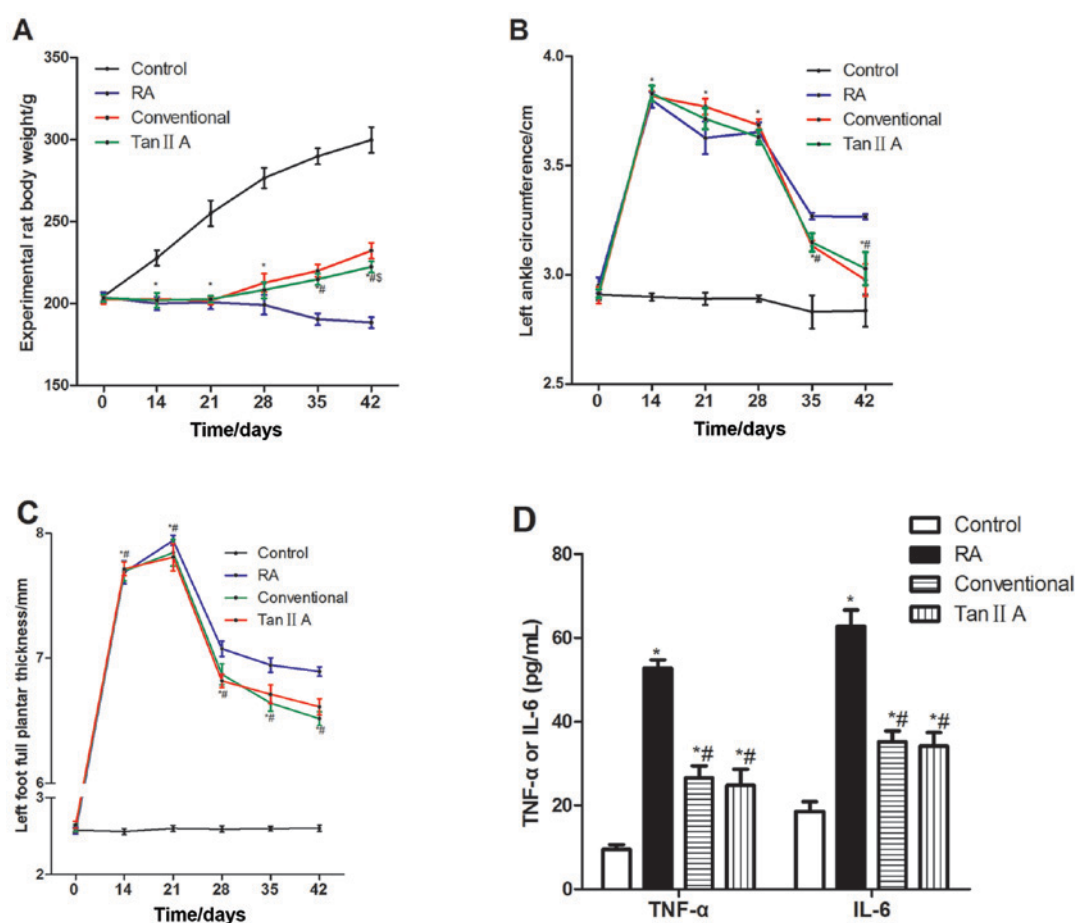 A
Experimental rat body weight/g
350
300
250
200
150
Control
RA
Conventional
Tan II A
*
*
*
*#
*#$
0 14 21 28 35 42
Time/days
B
Left ankle circumference/cm
4.0
3.5
3.0
2.5
Control
RA
Conventional
Tan II A
*
*
*
*#
*#
0 14 21 28 35 42
Time/days
C
Left foot full plantar thickness/mm
8
7
6
3
2
Control
RA
Conventional
Tan II A
*#
*#
*#
*#
*#
0 14 21 28 35 42
Time/days
D
TNF-α or IL-6 (pg/mL)
80
60
40
20
0
Control
RA
Conventional
Tan II A
*
*# *#
*
*# *#
TNF-α IL-6